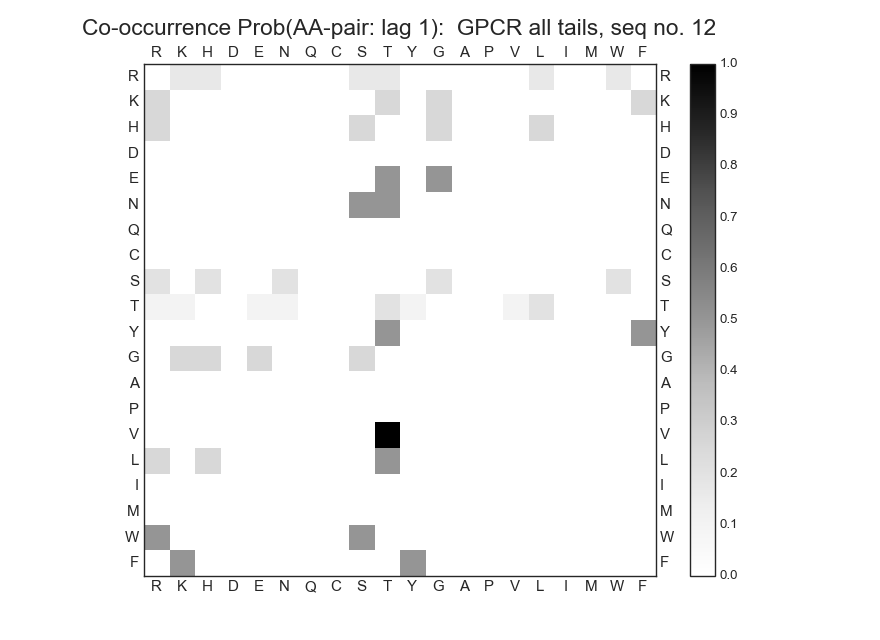 Co-occurrence Prob(AA-pair: lag 1):  GPCR all tails, seq no. 12
R K H D E N Q C S T Y G A P V L I M W F
R R
K K
H H
D D
E E
N N
Q Q
C C
S S
T T
Y Y
G G
A A
P P
V V
L L
I I
M M
W W
F F
R K H D E N Q C S T Y G A P V L I M W F
1.0
0.9
0.8
0.7
0.6
0.5
0.4
0.3
0.2
0.1
0.0